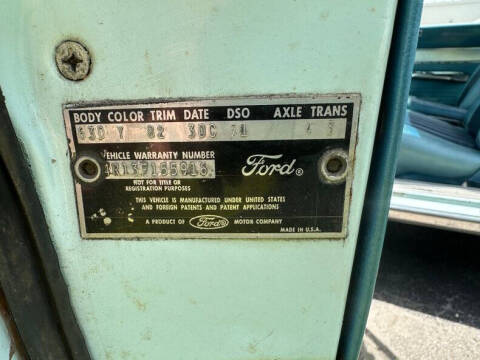 BODY COLOR TRIM DATE DSO AXLE TRANS
63D Y 82 30C 71 4 3
VEHICLE WARRANTY NUMBER
Ford®
NOT FOR TITLE OR
REGISTRATION PURPOSES
THIS VEHICLE IS MANUFACTURED UNDER UNITED STATES
AND FOREIGN PATENTS AND PATENT APPLICATIONS
A PRODUCT OF Ford MOTOR COMPANY
MADE IN U.S.A.